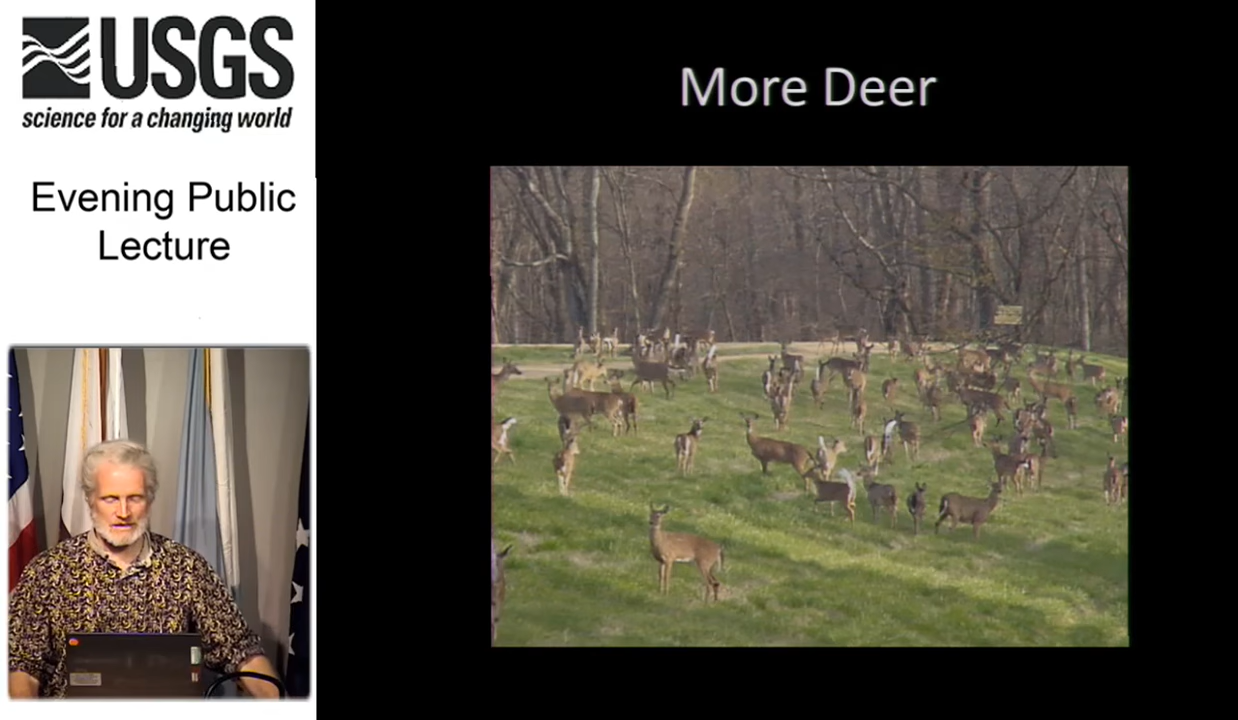 USGS
science for a changing world
Evening Public
Lecture
More Deer